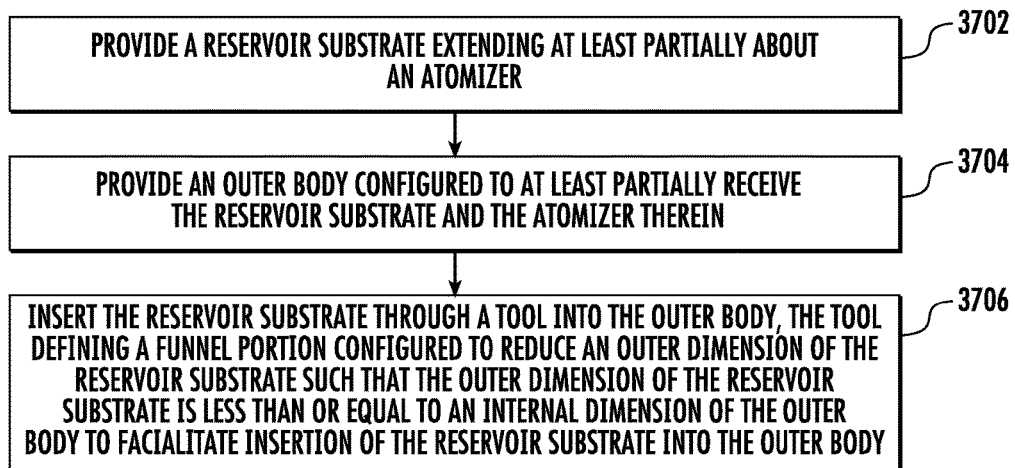 PROVIDE A RESERVOIR SUBSTRATE EXTENDING AT LEAST PARTIALLY ABOUT
AN ATOMIZER
3702
PROVIDE AN OUTER BODY CONFIGURED TO AT LEAST PARTIALLY RECEIVE
THE RESERVOIR SUBSTRATE AND THE ATOMIZER THEREIN
3704
INSERT THE RESERVOIR SUBSTRATE THROUGH A TOOL INTO THE OUTER BODY, THE TOOL
DEFINING A FUNNEL PORTION CONFIGURED TO REDUCE AN OUTER DIMENSION OF THE
RESERVOIR SUBSTRATE SUCH THAT THE OUTER DIMENSION OF THE RESERVOIR
SUBSTRATE IS LESS THAN OR EQUAL TO AN INTERNAL DIMENSION OF THE OUTER
BODY TO FACIALITATE INSERTION OF THE RESERVOIR SUBSTRATE INTO THE OUTER BODY
3706